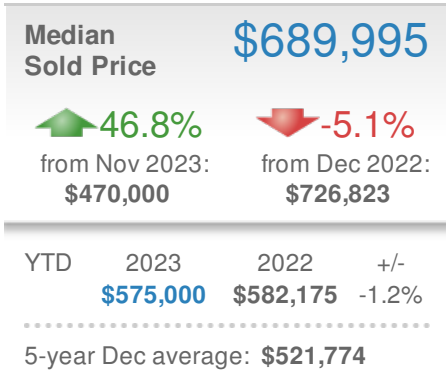 Median $689,995
Sold Price
46.8% -5.1%
from Nov 2023: from Dec 2022:
$470,000 $726,823
YTD 2023 2022 +/-
$575,000 $582,175 -1.2%
5-year Dec average: $521,774